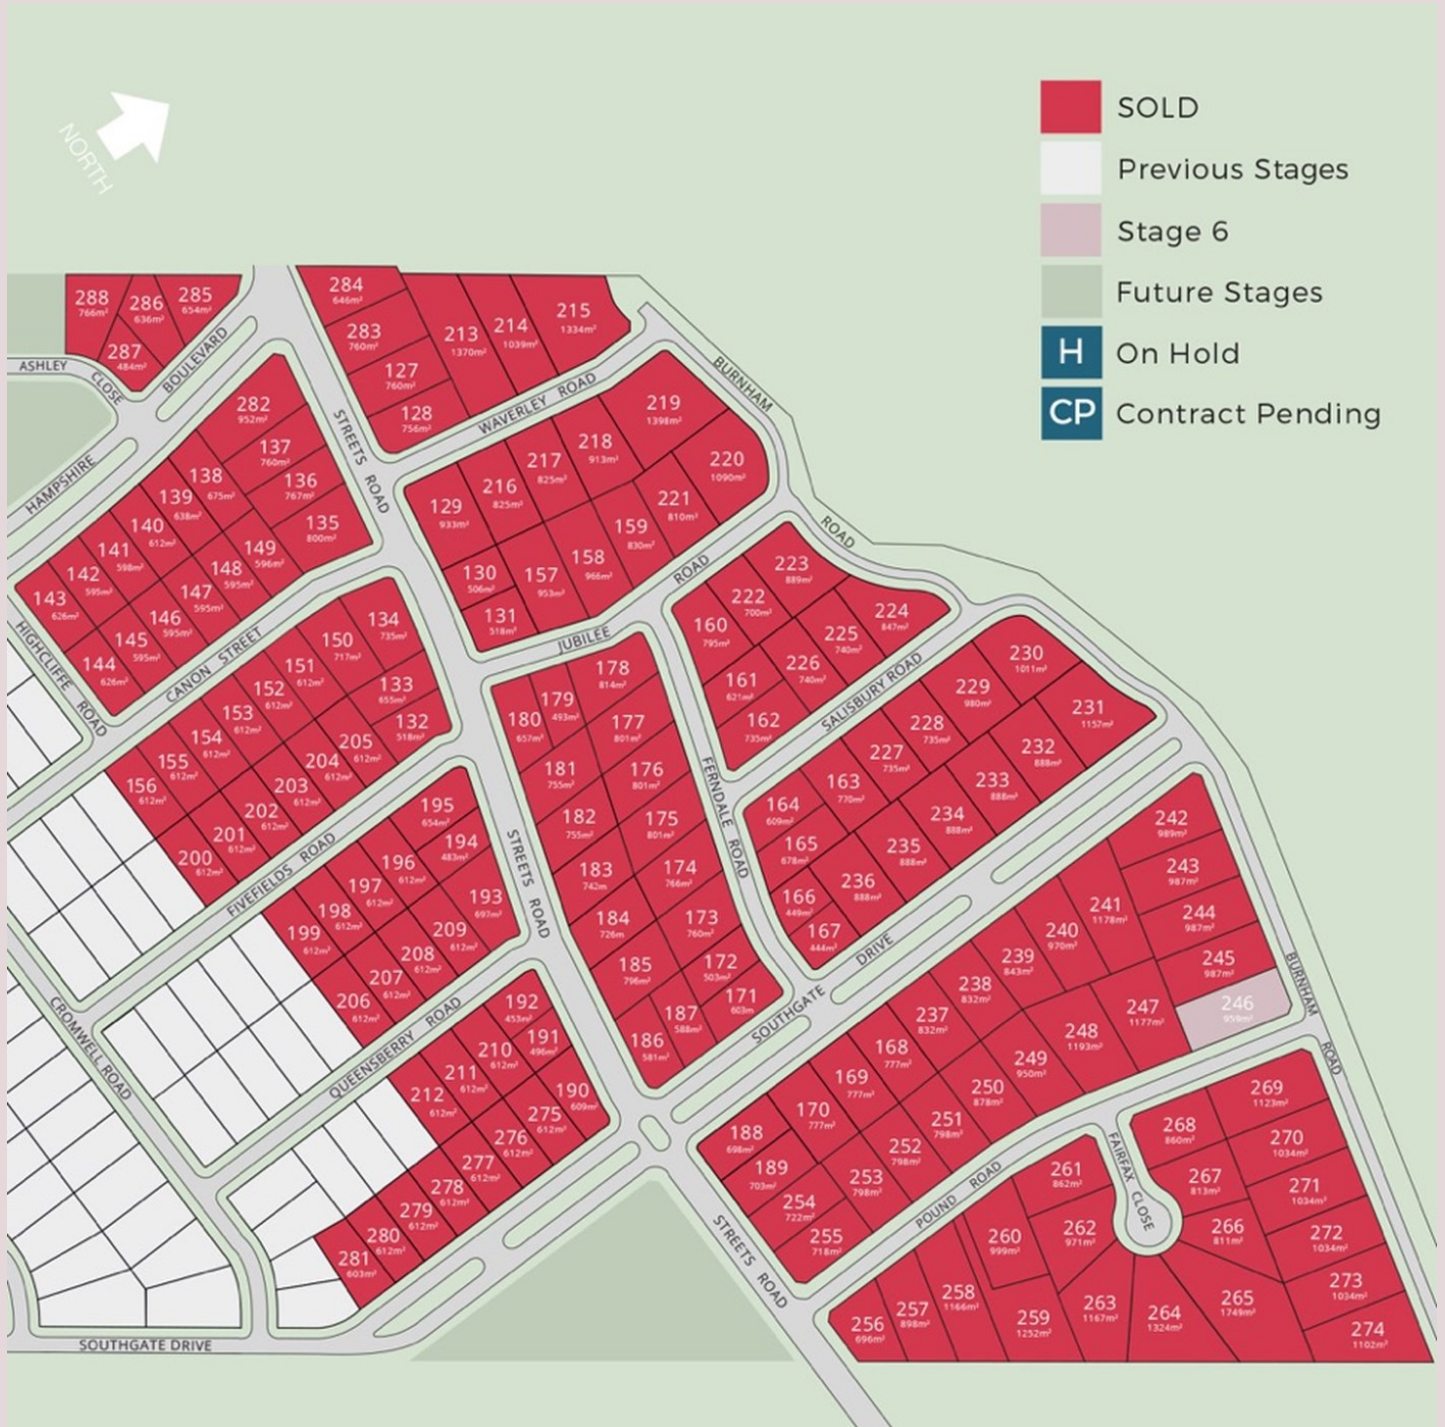 NORTH
SOLD
Previous Stages
Stage 6
Future Stages
H On Hold
CP Contract Pending
288
766m²
286
636m²
285
654m²
287
484m²
284
646m²
283
760m²
127
760m²
128
756m²
213
1370m²
214
1039m²
215
1334m²
ASHLEY
CLOSE
BOULEVARD
HAMPSHIRE
STREETS ROAD
WAVERLEY ROAD
BURNHAM
ROAD
282
952m²
137
760m²
136
767m²
135
800m²
138
675m²
139
638m²
140
612m²
141
598m²
142
595m²
143
626m²
149
596m²
148
595m²
147
595m²
146
595m²
145
595m²
144
626m²
HIGHCLIFFE ROAD
CANON STREET
129
933m²
216
825m²
217
825m²
218
913m²
219
1398m²
220
1090m²
221
810m²
159
830m²
158
966m²
157
953m²
130
506m²
131
518m²
JUBILEE ROAD
134
735m²
150
717m²
151
612m²
152
612m²
153
612m²
154
612m²
155
612m²
156
612m²
133
655m²
132
518m²
205
612m²
204
612m²
203
612m²
202
612m²
201
612m²
200
612m²
FIVEFIELDS ROAD
223
889m²
222
700m²
160
795m²
224
847m²
225
740m²
226
740m²
161
621m²
162
735m²
SALISBURY ROAD
178
814m²
179
493m²
180
657m²
177
801m²
181
755m²
176
801m²
182
755m²
175
801m²
183
742m
174
766m²
184
726m
173
760m²
185
796m²
172
503m²
171
603m
187
588m²
186
581m²
STREETS ROAD
FERNDALE ROAD
230
1011m²
229
980m²
228
735m²
227
735m²
163
770m²
164
609m²
231
1157m²
232
888m²
233
888m²
234
888m²
235
888m²
236
888m²
165
678m²
166
449m²
167
444m²
SOUTHGATE DRIVE
195
654m²
194
483m²
196
612m²
197
612m²
198
612m²
199
612m²
193
697m²
209
612m²
208
612m²
207
612m²
206
612m²
QUEENSBERRY ROAD
CROMWELL ROAD
192
453m²
191
496m²
210
612m²
211
612m²
212
612m²
190
609m²
275
612m²
276
612m²
277
612m²
278
612m²
279
612m²
280
612m²
281
603m²
242
989m²
243
987m²
244
987m²
245
987m²
246
959m²
241
1178m²
240
970m²
239
843m²
238
832m²
237
832m²
168
777m²
169
777m²
170
777m²
188
698m²
189
703m²
247
1177m²
248
1193m²
249
950m²
250
878m²
251
798m²
252
798m²
253
798m²
254
722m²
255
718m²
BURNHAM
ROAD
POUND ROAD
FAIRFAX CLOSE
STREETS ROAD
269
1123m²
268
860m²
270
1034m²
267
813m²
271
1034m²
266
811m²
272
1034m²
273
1034m²
274
1102m²
265
1749m²
264
1324m²
263
1167m²
262
971m²
261
862m²
260
999m²
259
1252m²
258
1166m²
257
898m²
256
696m²
SOUTHGATE DRIVE